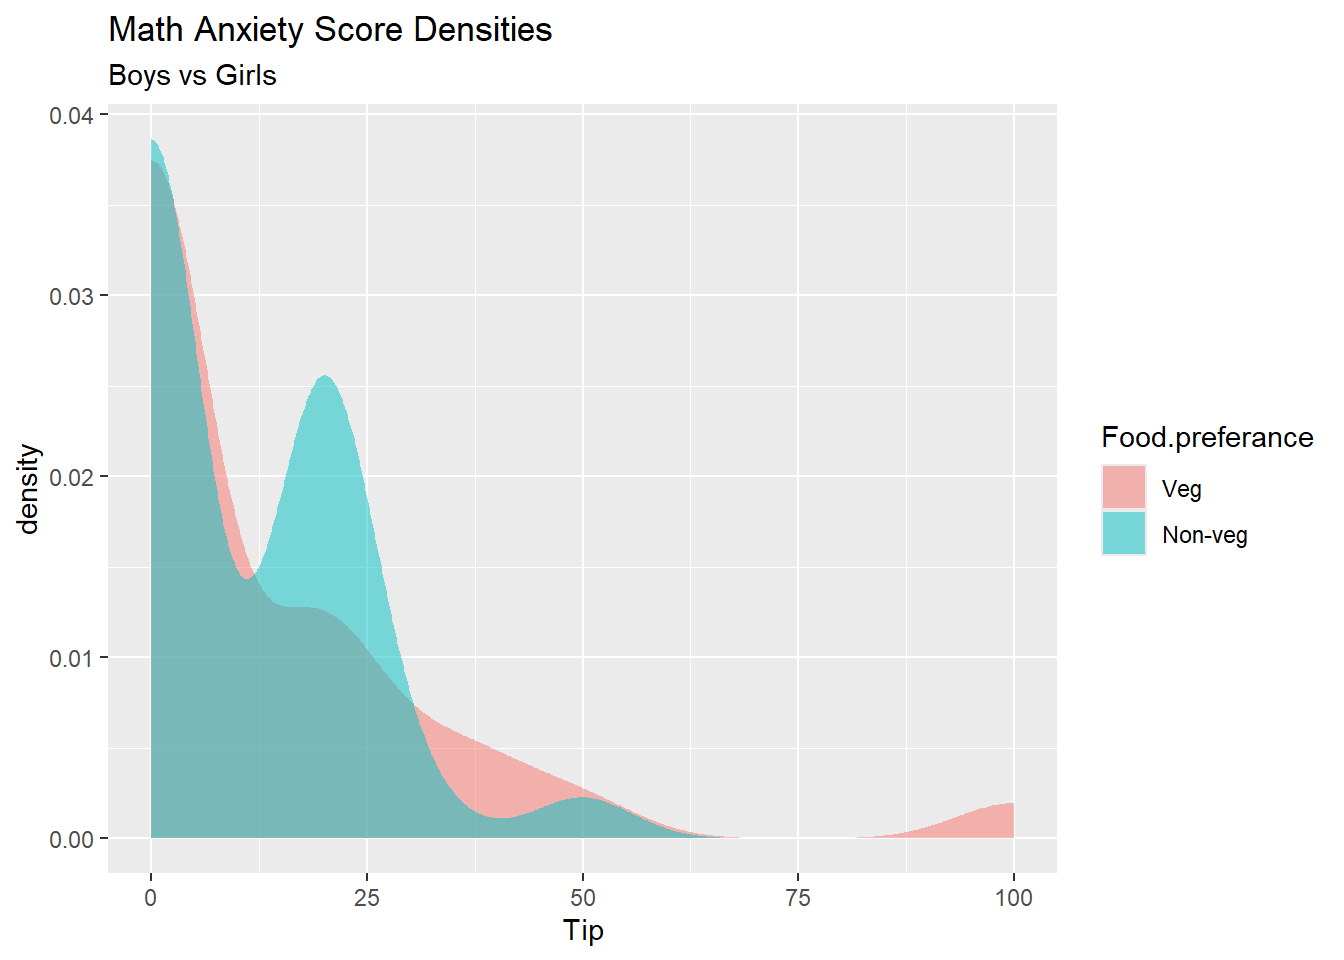 Math Anxiety Score Densities
Boys vs Girls
0.04
0.03
0.02
0.01
0.00
density
0 25 50 75 100
Tip
Food.preferance
Veg
Non-veg